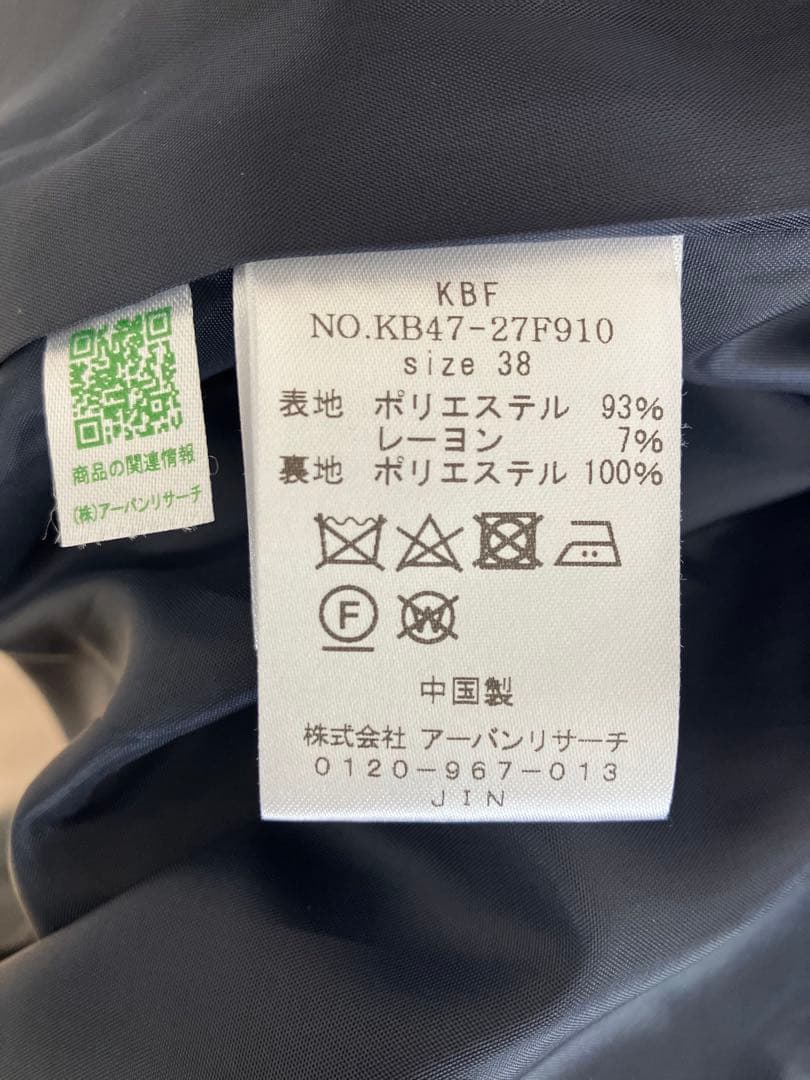 KBF
NO.KB47-27F910
size 38
表地 ポリエステル 93%
レーヨン 7%
裏地 ポリエステル 100%
F
W
中国製
株式会社 アーバンリサーチ
0120-967-013
JIN
商品の関連情報
(株)アーバンリサーチ